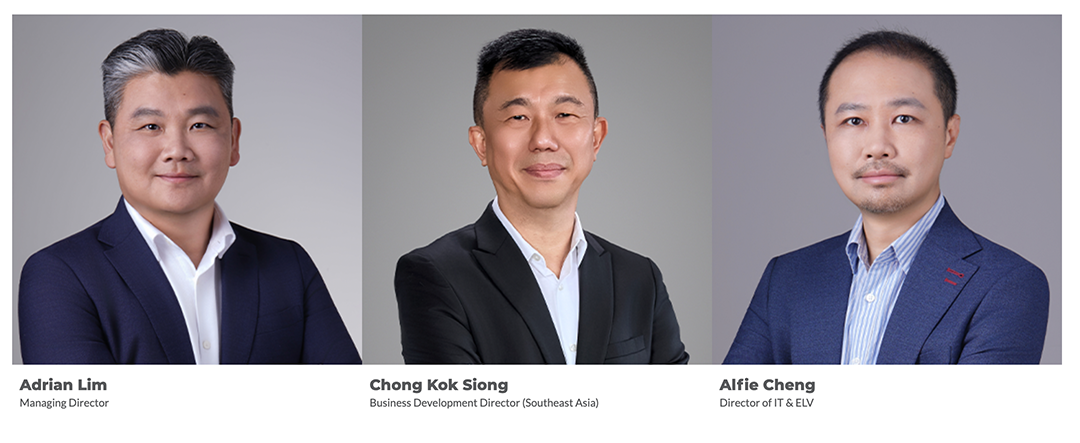 Adrian Lim
Managing Director
Chong Kok Siong
Business Development Director (Southeast Asia)
Alfie Cheng
Director of IT & ELV